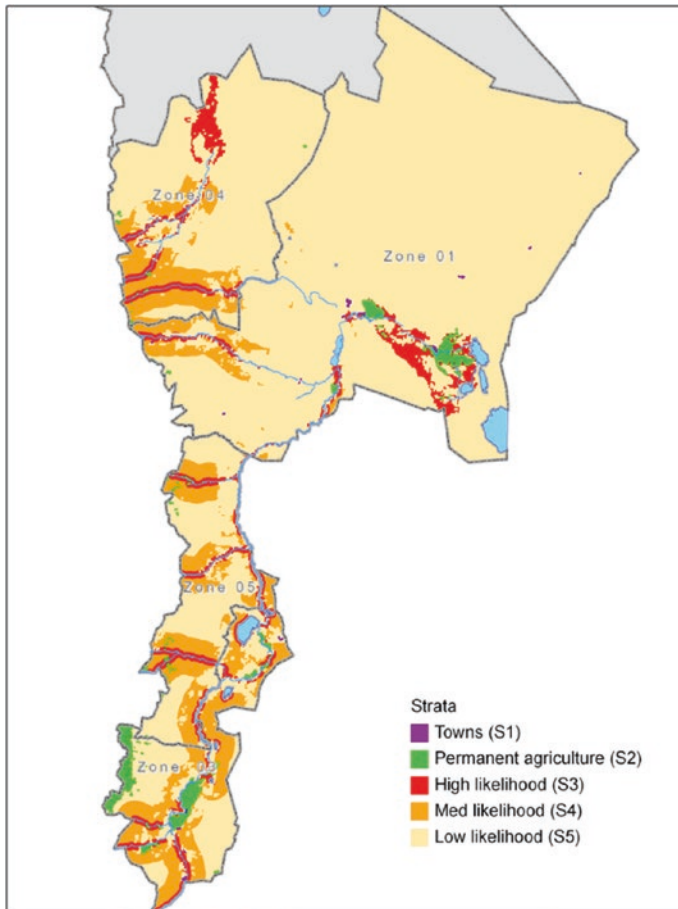 Zone 04
Zone 01
Zone 05
Zone 03
Strata
Towns (S1)
Permanent agriculture (S2)
High likelihood (S3)
Med likelihood (S4)
Low likelihood (S5)